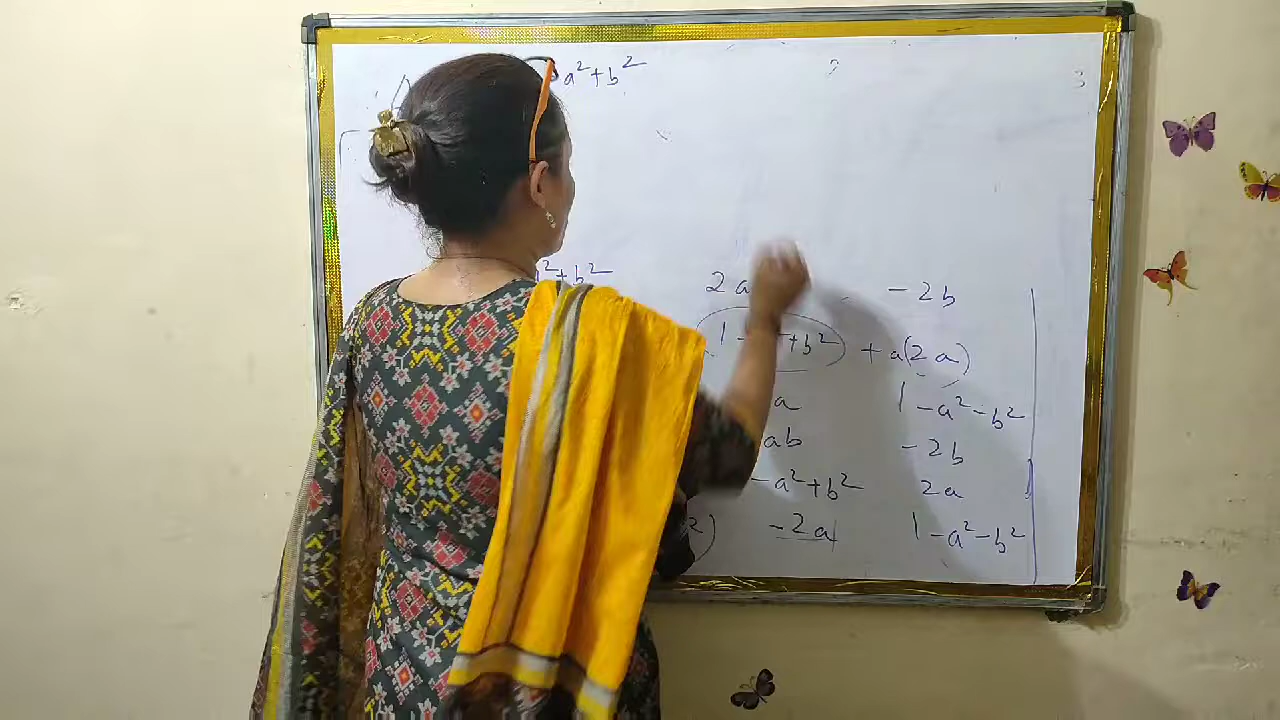 a²+b²
a²+b² 2a -2b
1- +b² + a(2a)
a 1-a²-b²
ab -2b
-a²+b² 2a
2) -2a 1-a²-b²